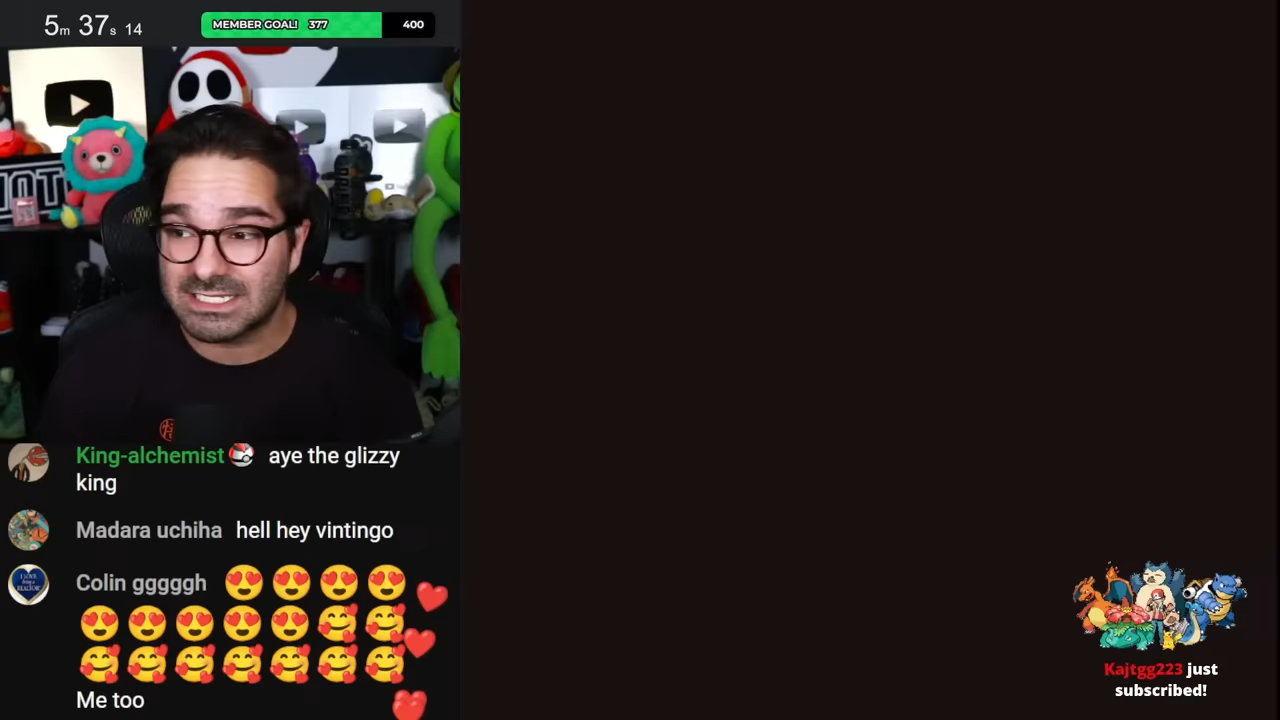 5m 37s 14
MEMBER GOAL! 377 400
King-alchemist aye the glizzy
king
Madara uchiha hell hey vintingo
Colin gggggh
Me too
Kajtgg223 just
subscribed!